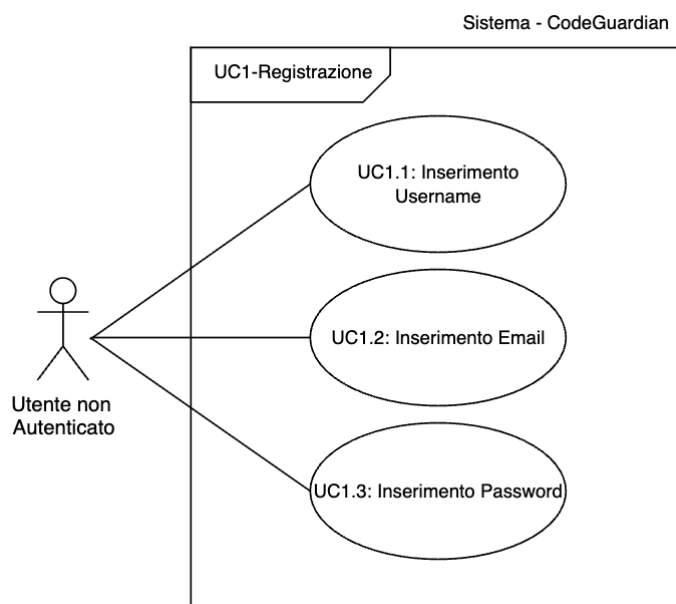 Sistema - CodeGuardian
UC1-Registrazione
UC1.1: Inserimento
Username
UC1.2: Inserimento Email
Utente non
Autenticato
UC1.3: Inserimento Password